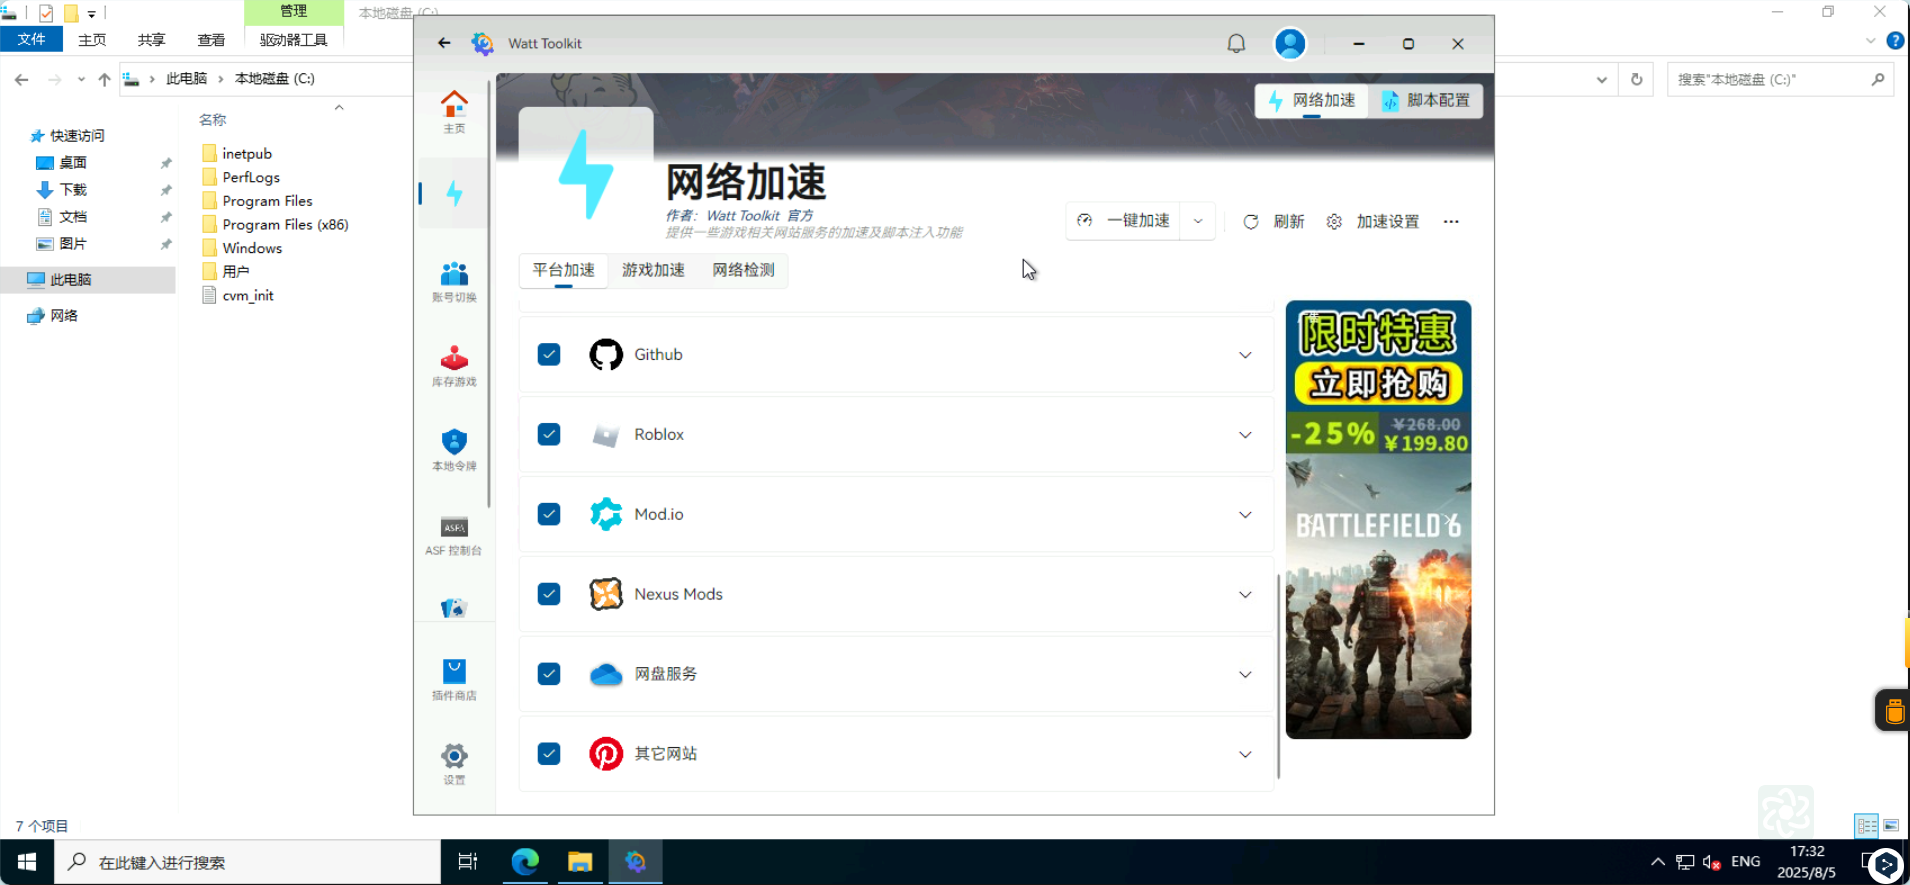 管理
本地磁盘 (C:)
文件
主页
共享
查看
驱动器工具
此电脑
本地磁盘 (C:)
搜索"本地磁盘 (C:)"
快速访问
桌面
下载
文档
图片
此电脑
网络
名称
inetpub
PerfLogs
Program Files
Program Files (x86)
Windows
用户
cvm_init
7 个项目
Watt Toolkit
主页
账号切换
库存游戏
本地令牌
ASF
ASF 控制台
插件商店
设置
网络加速
脚本配置
网络加速
作者: Watt Toolkit 官方
提供一些游戏相关网站服务的加速及脚本注入功能
一键加速
刷新
加速设置
平台加速
游戏加速
网络检测
Github
Roblox
Mod.io
Nexus Mods
网盘服务
其它网站
限时特惠
立即抢购
-25%
¥268.00
¥199.80
BATTLEFIELD 6
在此键入进行搜索
ENG
17:32
2025/8/5